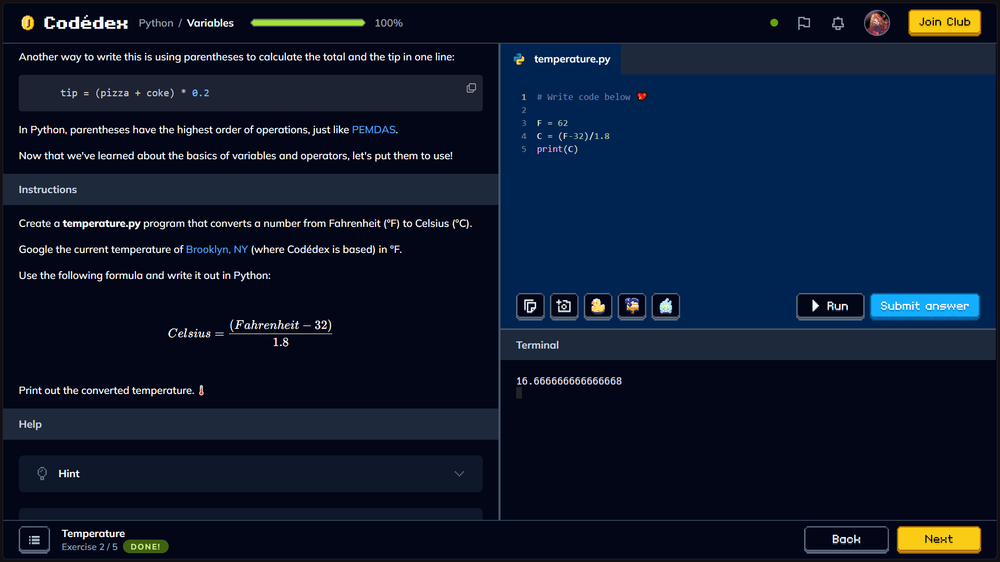 Codédex Python / Variables 100% Join Club
Another way to write this is using parentheses to calculate the total and the tip in one line:
tip = (pizza + coke) * 0.2
In Python, parentheses have the highest order of operations, just like PEMDAS.
Now that we've learned about the basics of variables and operators, let's put them to use!
Instructions
Create a temperature.py program that converts a number from Fahrenheit (°F) to Celsius (°C).
Google the current temperature of Brooklyn, NY (where Codédex is based) in °F.
Use the following formula and write it out in Python:
Celsius = (Fahrenheit − 32)
1.8
Print out the converted temperature. 🌡️
Help
Hint
temperature.py
1 # Write code below 💖
2
3 F = 62
4 C = (F-32)/1.8
5 print(C)
Run Submit answer
Terminal
16.666666666666668
Temperature
Exercise 2 / 5 DONE!
Back Next